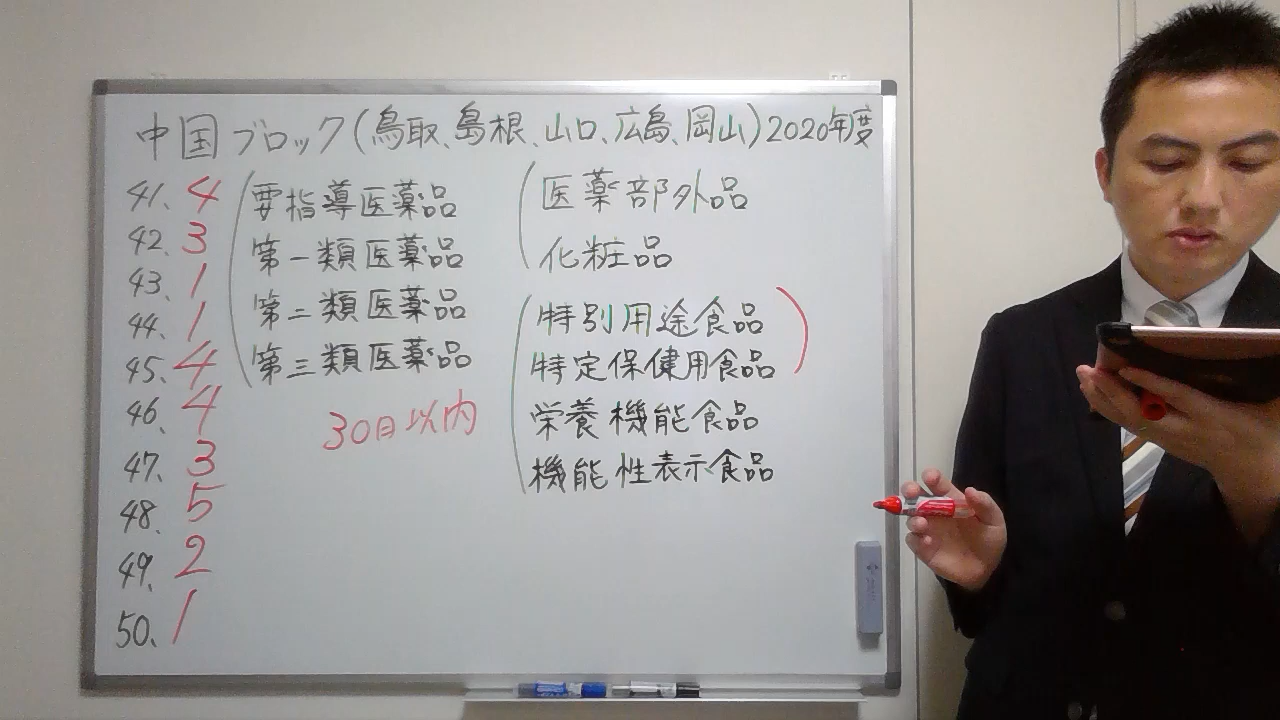 中国ブロック(鳥取、島根、山口、広島、岡山)2020年度
41、4
42、3
43、1
44、1
45、4
46、4
47、3
48、5
49、2
50、1
要指導医薬品
第一類医薬品
第二類医薬品
第三類医薬品
30日以内
医薬部外品
化粧品
特別用途食品
特定保健用食品
栄養機能食品
機能性表示食品